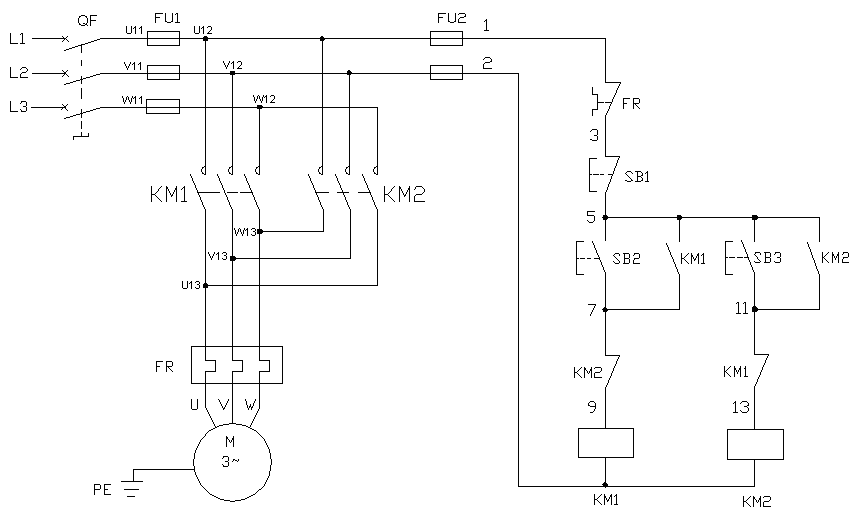 QF FU1 FU2 1
L1 U11 U12
L2 V11 V12 2
L3 W11 W12
FR
3
KM1 KM2 SB1
5
W13 SB2 KM1 SB3 KM2
V13
U13
7 11
FR KM2 KM1
U V W 9 13
M
3~
PE KM1 KM2